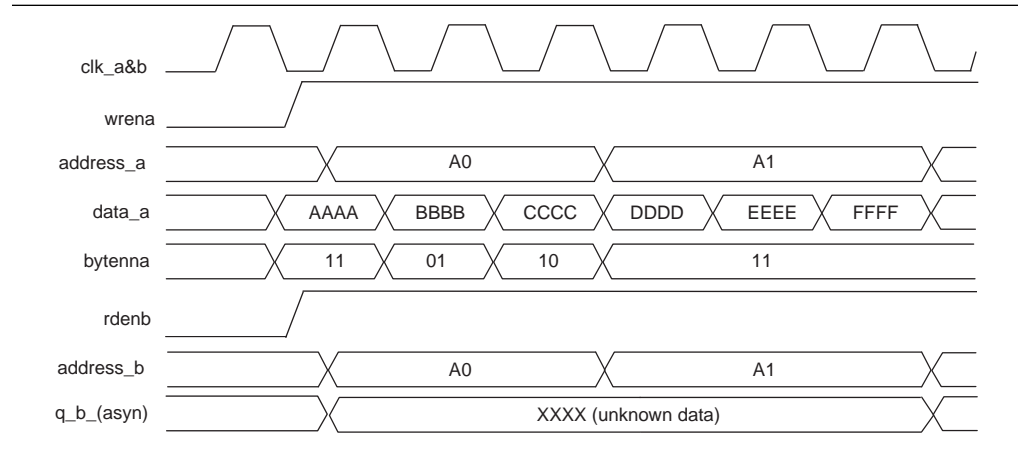 clk_a&b
wrena
address_a A0 A1
data_a AAAA BBBB CCCC DDDD EEEE FFFF
bytenna 11 01 10 11
rdenb
address_b A0 A1
q_b_(asyn) XXXX (unknown data)